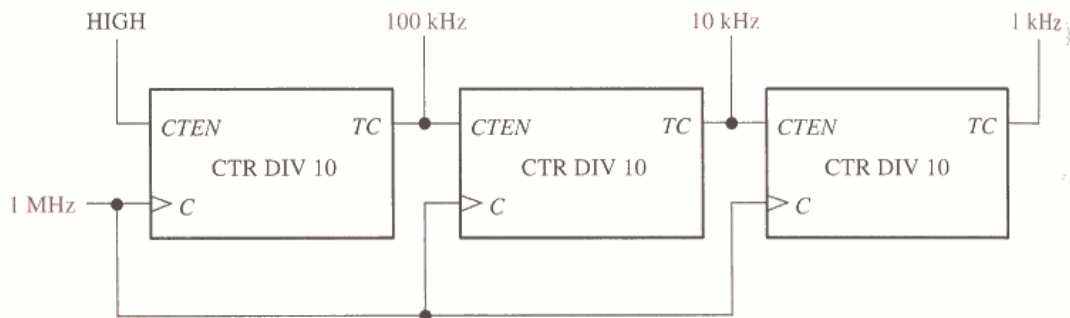 HIGH 100 kHz 10 kHz 1 kHz
CTEN TC CTEN TC CTEN TC
CTR DIV 10 CTR DIV 10 CTR DIV 10
1 MHz C C C